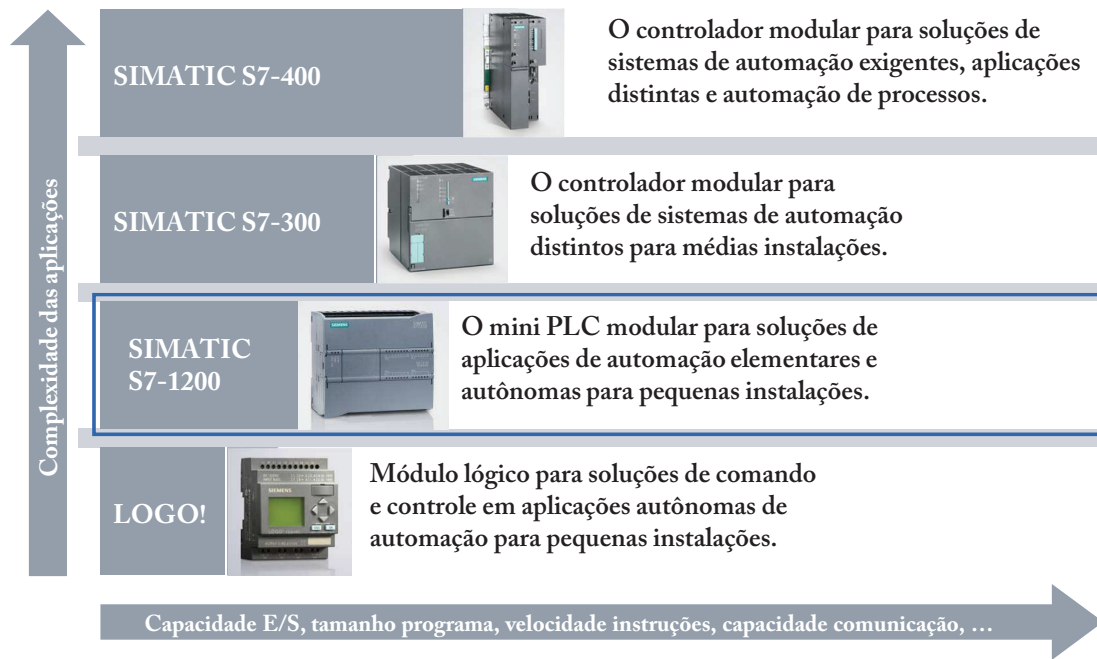 SIMATIC S7-400
O controlador modular para soluções de
sistemas de automação exigentes, aplicações
distintas e automação de processos.
SIMATIC S7-300
O controlador modular para
soluções de sistemas de automação
distintos para médias instalações.
SIMATIC
S7-1200
O mini PLC modular para soluções de
aplicações de automação elementares e
autônomas para pequenas instalações.
LOGO!
SIEMENS
Módulo lógico para soluções de comando
e controle em aplicações autônomas de
automação para pequenas instalações.
Complexidade das aplicações
Capacidade E/S, tamanho programa, velocidade instruções, capacidade comunicação, …